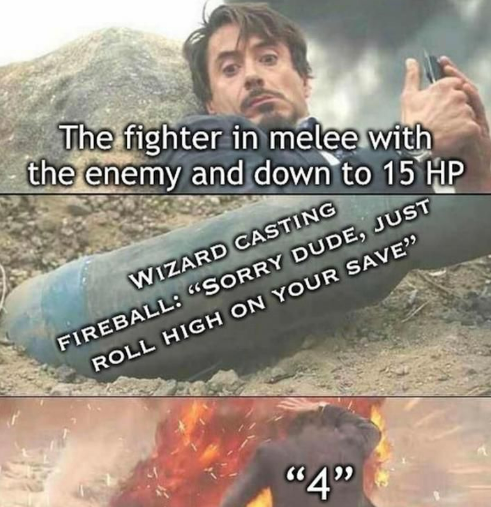 The fighter in melee with
the enemy and down to 15 HP
WIZARD CASTING
FIREBALL: “SORRY DUDE, JUST
ROLL HIGH ON YOUR SAVE”
“4”